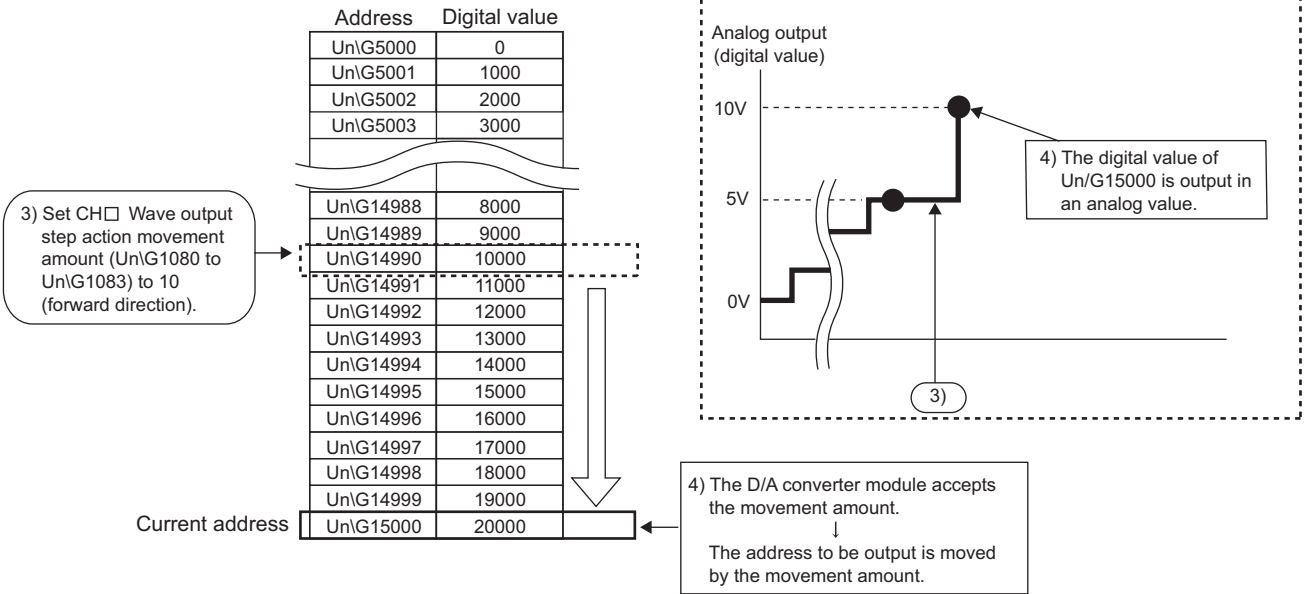 Address Digital value
Un\G5000 0
Un\G5001 1000
Un\G5002 2000
Un\G5003 3000
Un\G14988 8000
Un\G14989 9000
Un\G14990 10000
Un\G14991 11000
Un\G14992 12000
Un\G14993 13000
Un\G14994 14000
Un\G14995 15000
Un\G14996 16000
Un\G14997 17000
Un\G14998 18000
Un\G14999 19000
Current address Un\G15000 20000
3) Set CH□ Wave output
step action movement
amount (Un\G1080 to
Un\G1083) to 10
(forward direction).
4) The D/A converter module accepts
the movement amount.
↓
The address to be output is moved
by the movement amount.
Analog output
(digital value)
10V
5V
0V
4) The digital value of
Un/G15000 is output in
an analog value.
3)